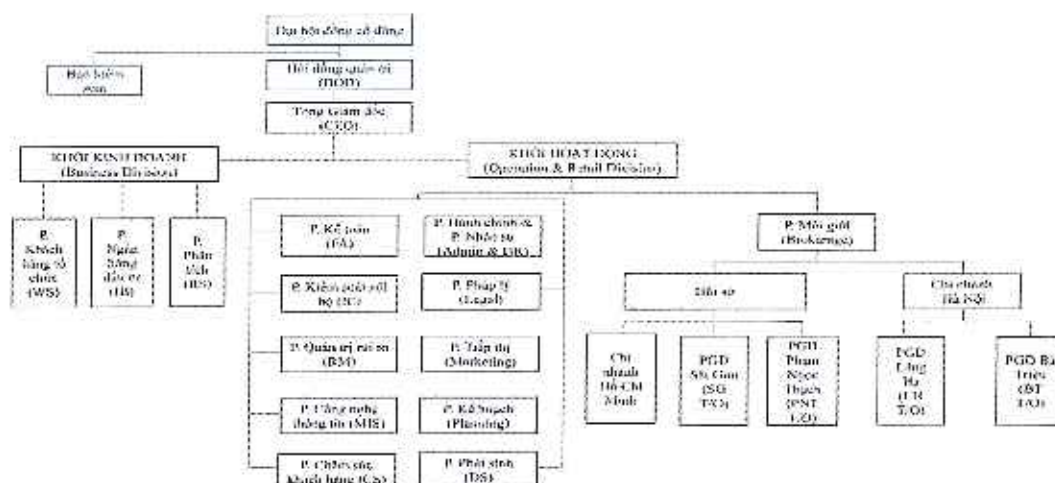 Đại hội đồng cổ đông
Ban kiểm
Hội đồng quản trị
(BOD)
Tổng Giám đốc
(CEO)
KHỐI KINH DOANH
(Business Division)
KHỐI HOẠT ĐỘNG
(Operation & Retail Division)
P.
Khách
hàng tổ
chức
(WS)
P.
Ngân
hàng
đầu tư
(IB)
P.
Phân
tích
(RS)
P. Kế toán
(FA)
P. Hành chính &
P. Nhân sự
(Admin & HR)
P. Môi giới
(Brokerage)
P. Kiểm soát nội
bộ (IC)
P. Pháp lý
(Legal)
Hội sở
Chi nhánh
Hà Nội
P. Quản trị rủi ro
(RM)
P. Tiếp thị
(Marketing)
Chi
nhánh
Hồ Chí
Minh
PGD
Sài Gòn
(SG
T/O)
PGD
Phạm
Ngọc
Thạch
(PNT
T/O)
PGD
Láng
Hạ
(LH
T/O)
PGD Bà
Triệu
(BT
T/O)
P. Công nghệ
thông tin (MIS)
P. Kế hoạch
(Planning)
P. Chăm sóc
khách hàng (CS)
P. Phái sinh
(DS)